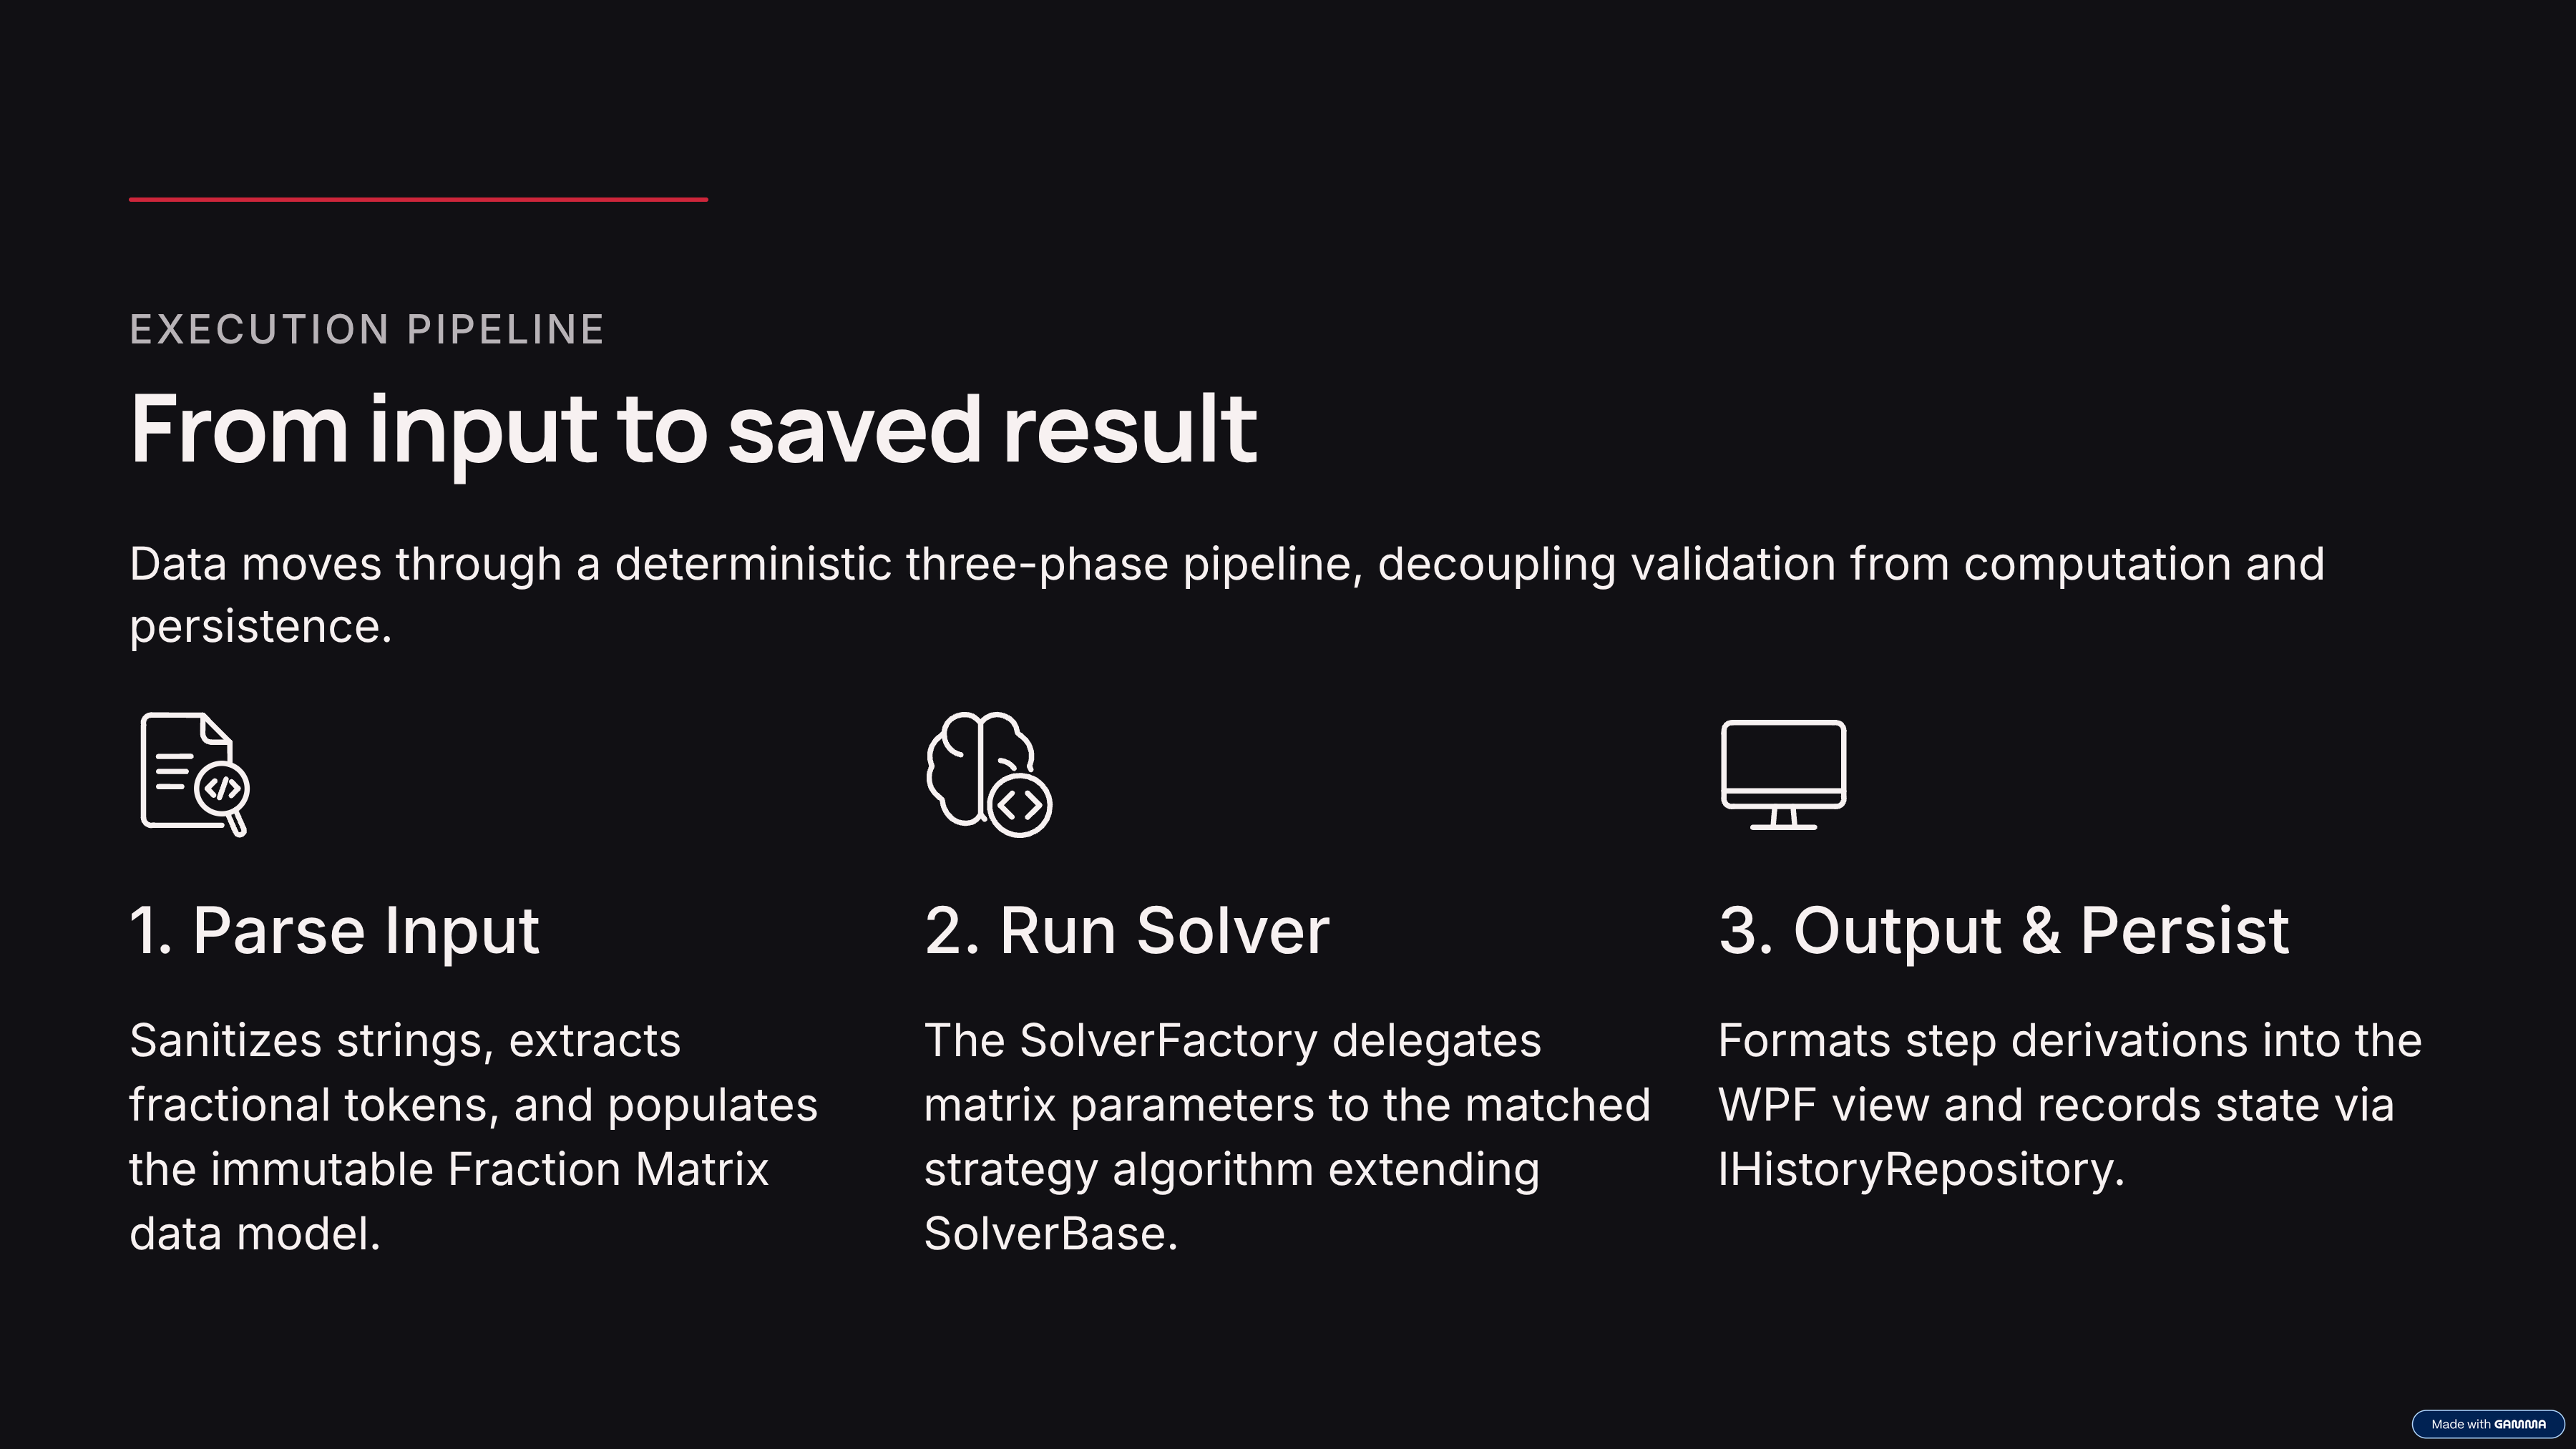 EXECUTION PIPELINE
From input to saved result
Data moves through a deterministic three-phase pipeline, decoupling validation from computation and
persistence.
1. Parse Input
Sanitizes strings, extracts
fractional tokens, and populates
the immutable Fraction Matrix
data model.
2. Run Solver
The SolverFactory delegates
matrix parameters to the matched
strategy algorithm extending
SolverBase.
3. Output & Persist
Formats step derivations into the
WPF view and records state via
IHistoryRepository.
Made with GAMMA